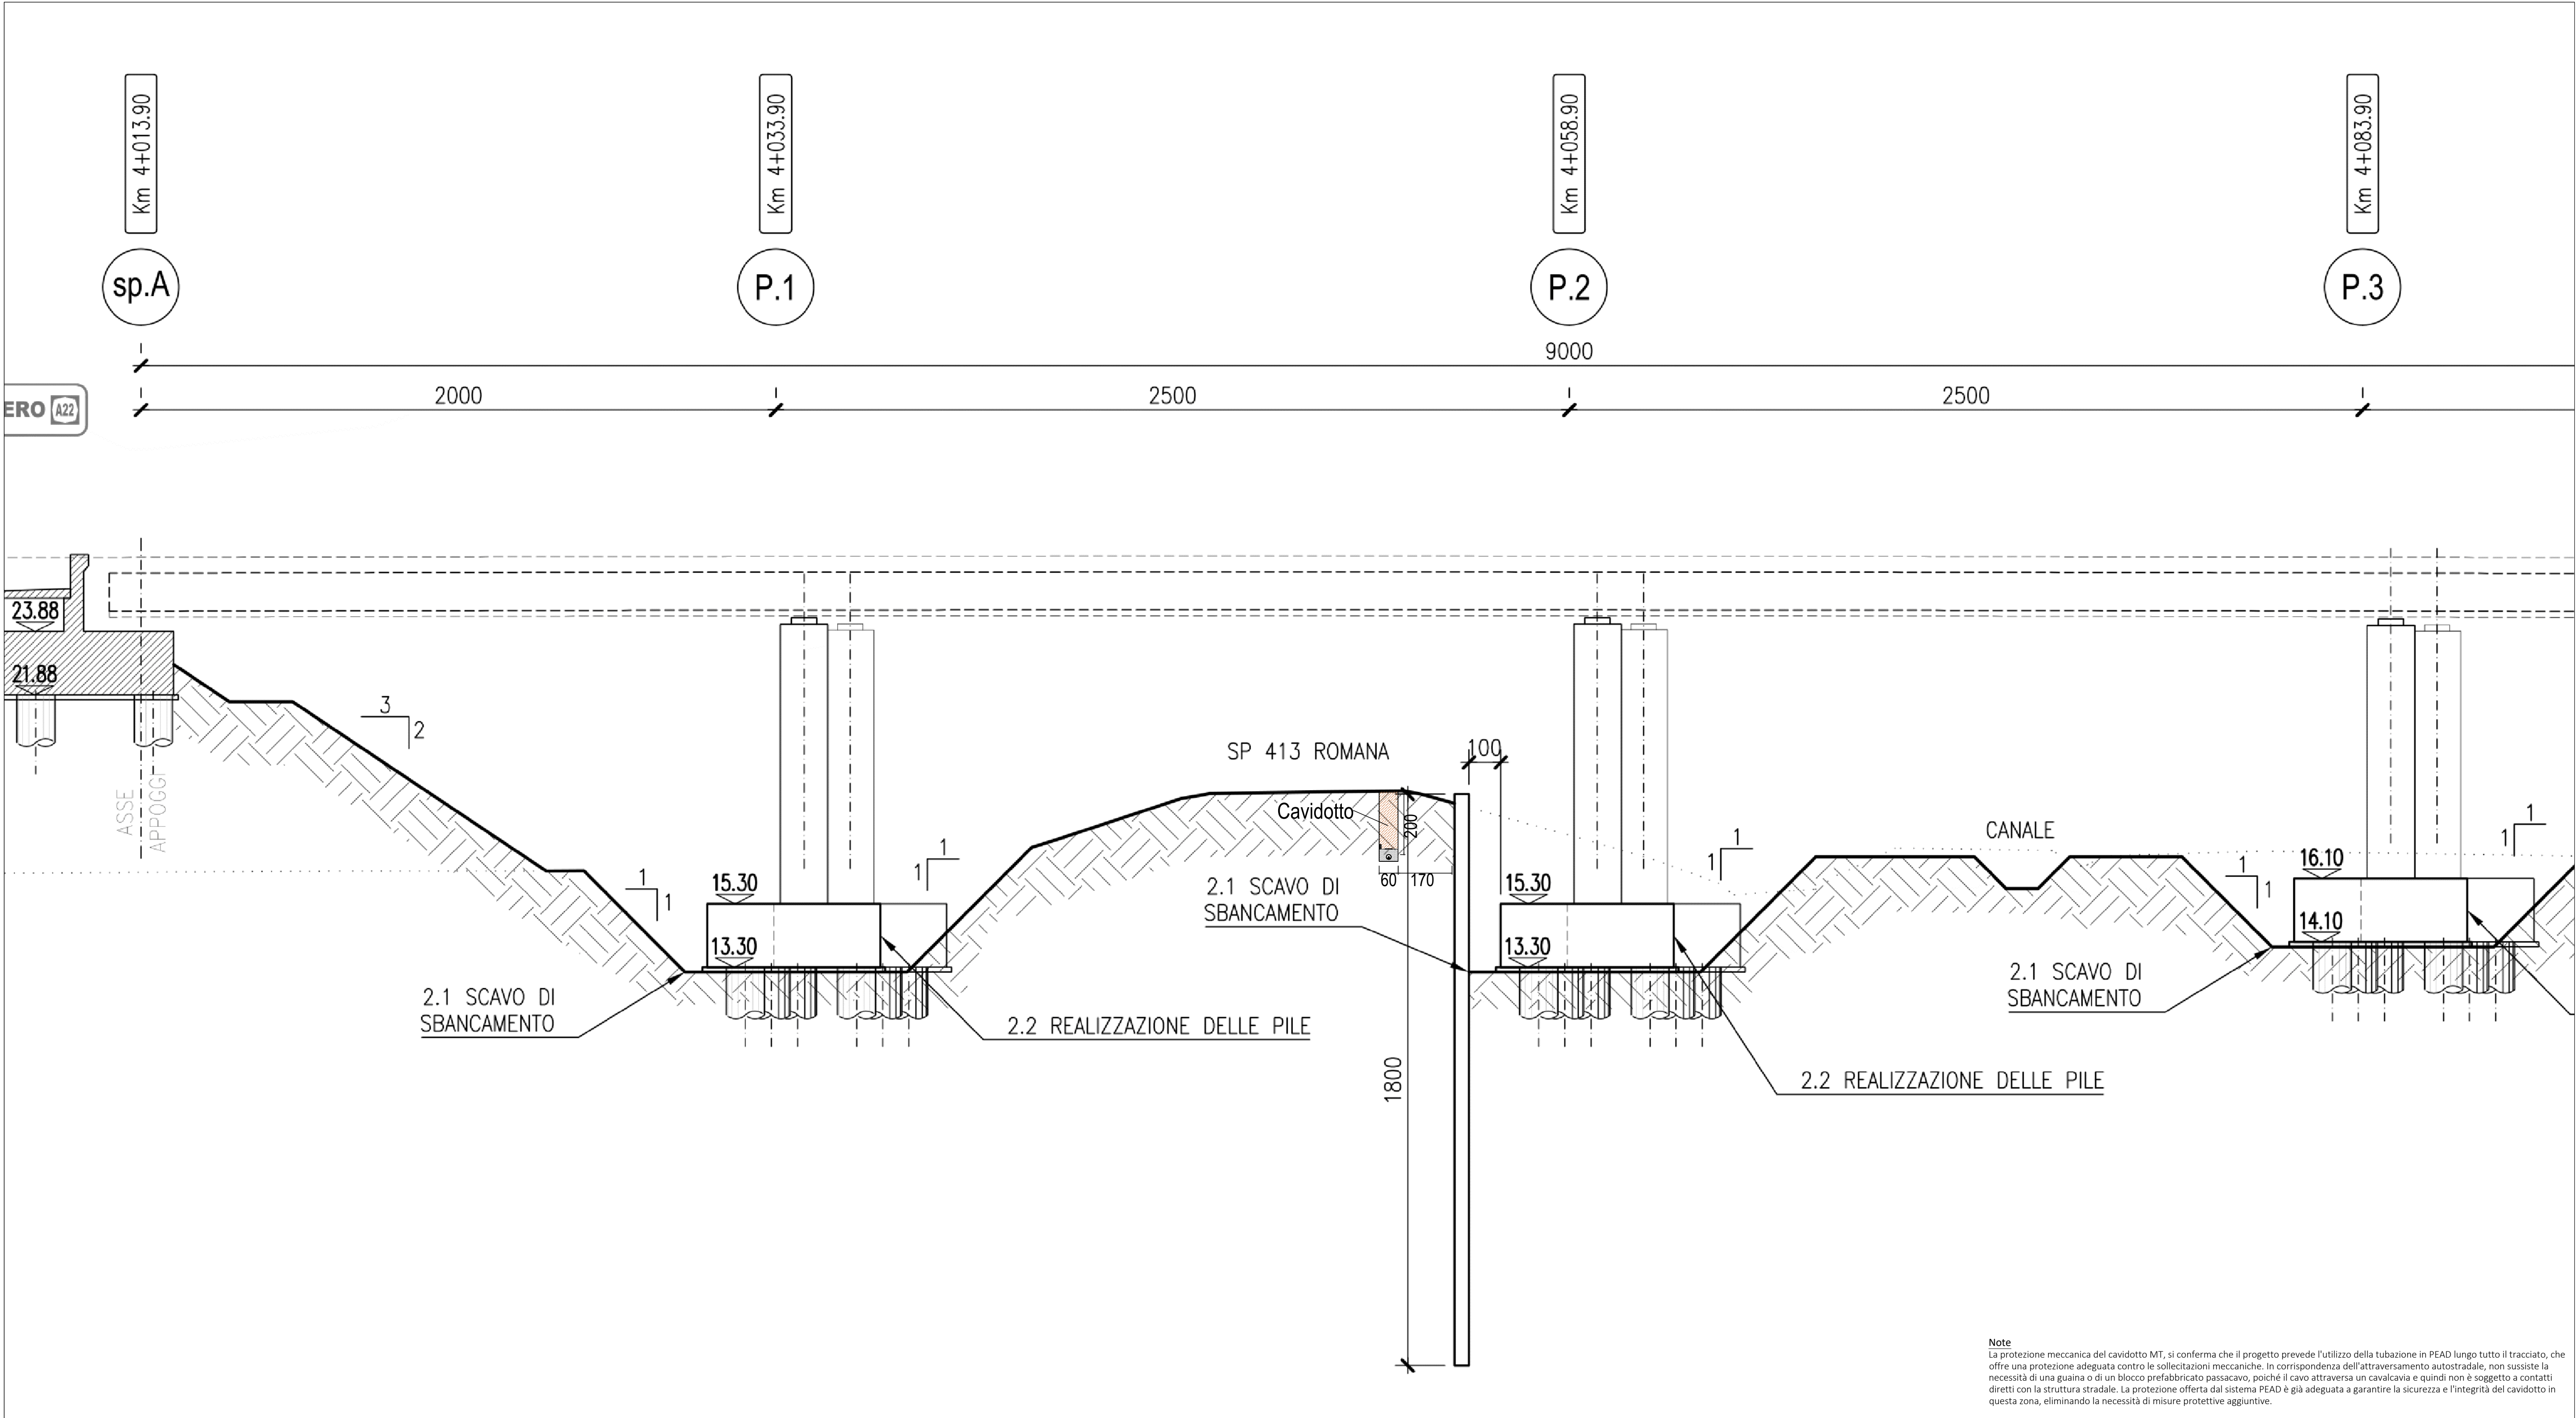 Km 4+013.90
Km 4+033.90
Km 4+058.90
Km 4+083.90
sp.A
P.1
P.2
P.3
9000
2000
2500
2500
ERO A22
23.88
21.88
3
2
ASSE
APPOGGI
SP 413 ROMANA
100
Cavidotto
200
60
170
1
1
15.30
13.30
1
1
2.1 SCAVO DI
SBANCAMENTO
2.2 REALIZZAZIONE DELLE PILE
2.1 SCAVO DI
SBANCAMENTO
1800
15.30
13.30
1
1
2.2 REALIZZAZIONE DELLE PILE
CANALE
1
1
2.1 SCAVO DI
SBANCAMENTO
16.10
14.10
1
1
Note
La protezione meccanica del cavidotto MT, si conferma che il progetto prevede l'utilizzo della tubazione in PEAD lungo tutto il tracciato, che
offre una protezione adeguata contro le sollecitazioni meccaniche. In corrispondenza dell'attraversamento autostradale, non sussiste la
necessità di una guaina o di un blocco prefabbricato passacavo, poiché il cavo attraversa un cavalcavia e quindi non è soggetto a contatti
diretti con la struttura stradale. La protezione offerta dal sistema PEAD è già adeguata a garantire la sicurezza e l'integrità del cavidotto in
questa zona, eliminando la necessità di misure protettive aggiuntive.